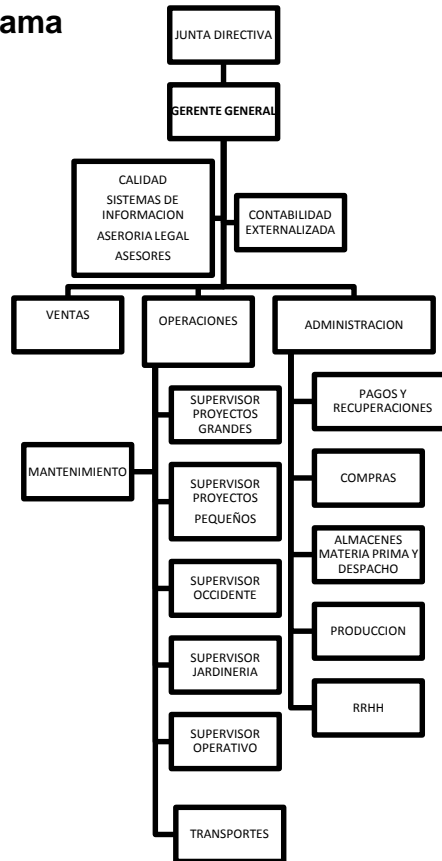 ama
JUNTA DIRECTIVA
GERENTE GENERAL
CALIDAD
SISTEMAS DE
INFORMACION
ASERORIA LEGAL
ASESORES
CONTABILIDAD
EXTERNALIZADA
VENTAS
OPERACIONES
ADMINISTRACION
SUPERVISOR
PROYECTOS
GRANDES
PAGOS Y
RECUPERACIONES
MANTENIMIENTO
SUPERVISOR
PROYECTOS
PEQUEÑOS
COMPRAS
ALMACENES
MATERIA PRIMA Y
DESPACHO
SUPERVISOR
OCCIDENTE
PRODUCCION
SUPERVISOR
JARDINERIA
RRHH
SUPERVISOR
OPERATIVO
TRANSPORTES